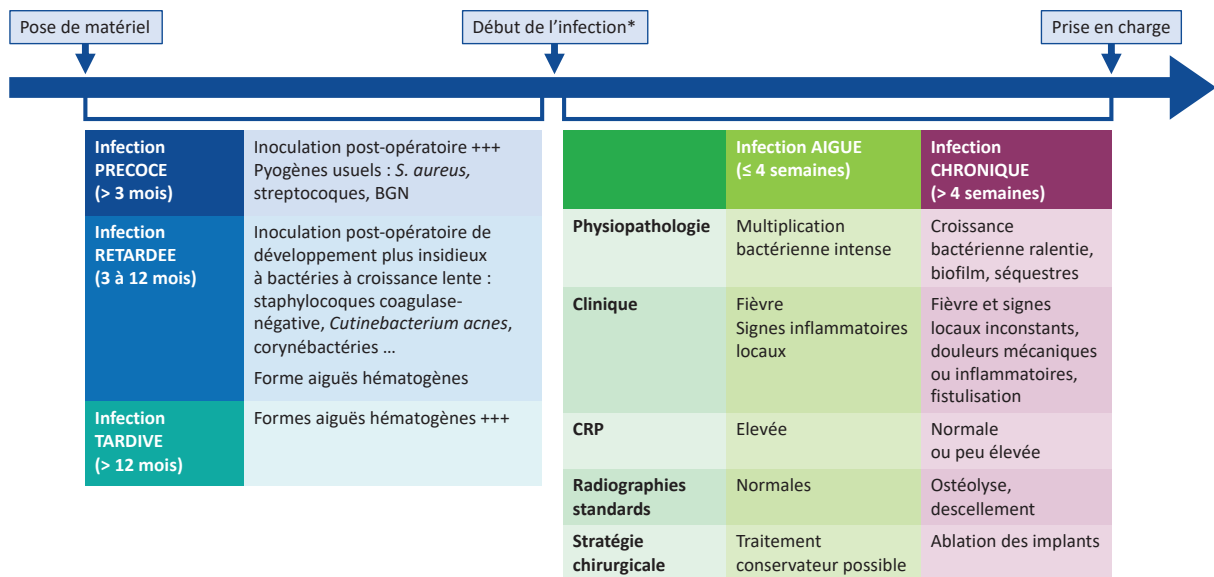 Pose de matériel
Début de l'infection*
Prise en charge
Infection
PRECOCE
(> 3 mois)
Inoculation post-opératoire +++
Pyogènes usuels : S. aureus,
streptocoques, BGN
Infection
RETARDEE
(3 à 12 mois)
Inoculation post-opératoire de
développement plus insidieux
à bactéries à croissance lente :
staphylocoques coagulase-
négative, Cutinebacterium acnes,
corynébactéries ...
Forme aiguës hématogènes
Infection
TARDIVE
(> 12 mois)
Formes aiguës hématogènes +++
Infection AIGUE
(≤ 4 semaines)
Infection
CHRONIQUE
(> 4 semaines)
Physiopathologie
Multiplication
bactérienne intense
Croissance
bactérienne ralentie,
biofilm, séquestres
Clinique
Fièvre
Signes inflammatoires
locaux
Fièvre et signes
locaux inconstants,
douleurs mécaniques
ou inflammatoires,
fistulisation
CRP
Elevée
Normale
ou peu élevée
Radiographies
standards
Normales
Ostéolyse,
descellement
Stratégie
chirurgicale
Traitement
conservateur possible
Ablation des implants